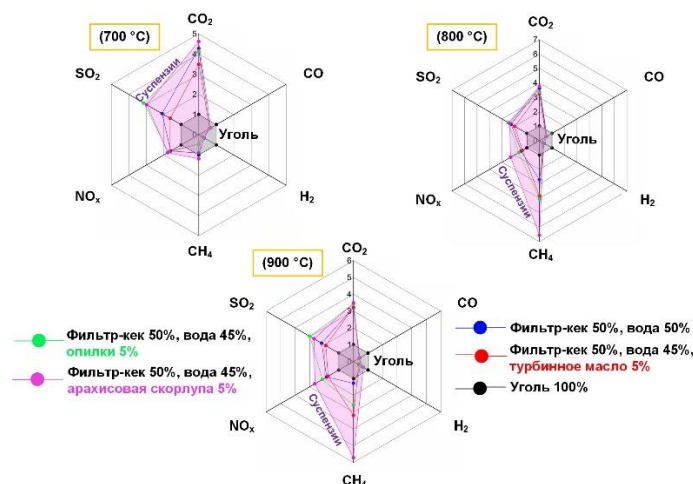 CO₂
(700 °C)
5
4
3
2
1
SO₂
CO
Суспензии
Уголь
NOₓ
H₂
CH₄
CO₂
(800 °C)
7
6
5
4
3
2
1
SO₂
CO
Уголь
Суспензии
NOₓ
H₂
CH₄
(900 °C)
CO₂
6
5
4
3
2
1
SO₂
CO
Уголь
Суспензии
NOₓ
H₂
CH₄
Фильтр-кек 50%, вода 45%,
опилки 5%
Фильтр-кек 50%, вода 45%,
арахисовая скорлупа 5%
Фильтр-кек 50%, вода 50%
Фильтр-кек 50%, вода 45%,
турбинное масло 5%
Уголь 100%